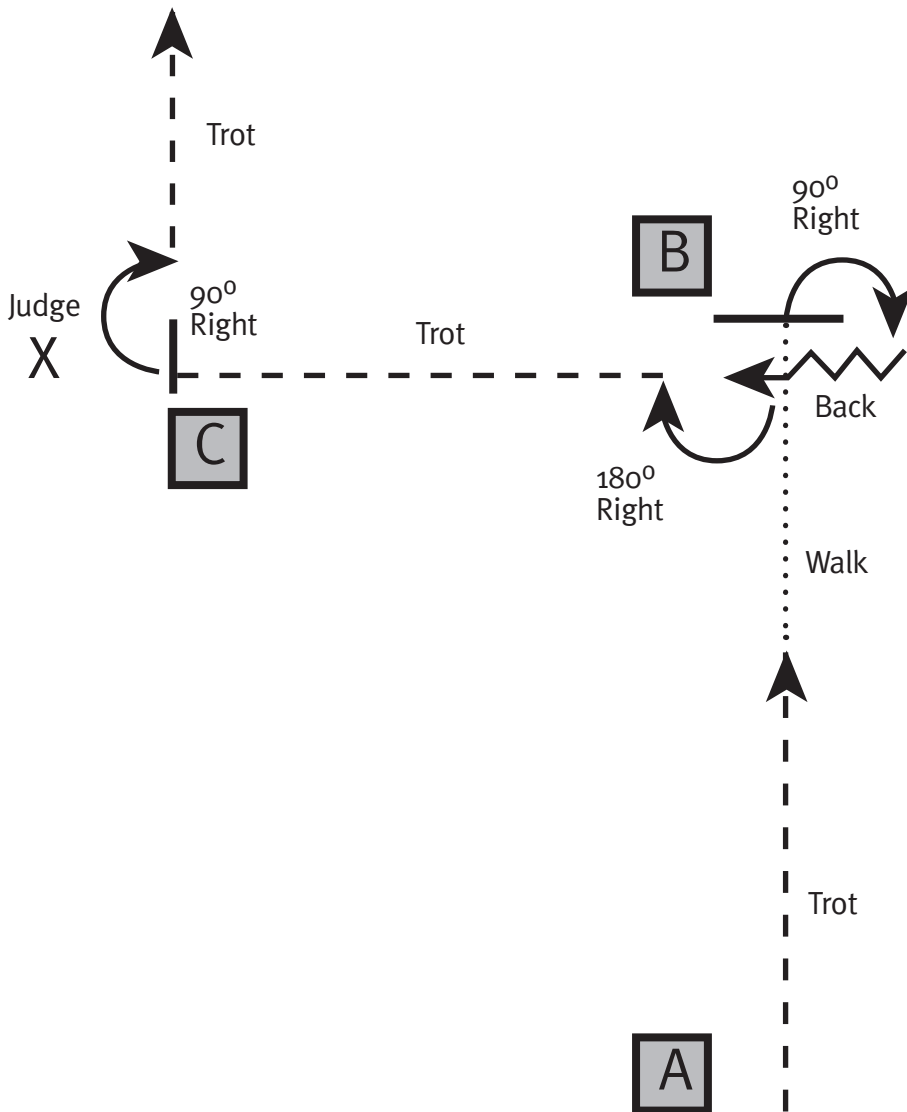 Trot
90º
Right
B
Judge
X
90º
Right
Trot
Back
C
180º
Right
Walk
Trot
A